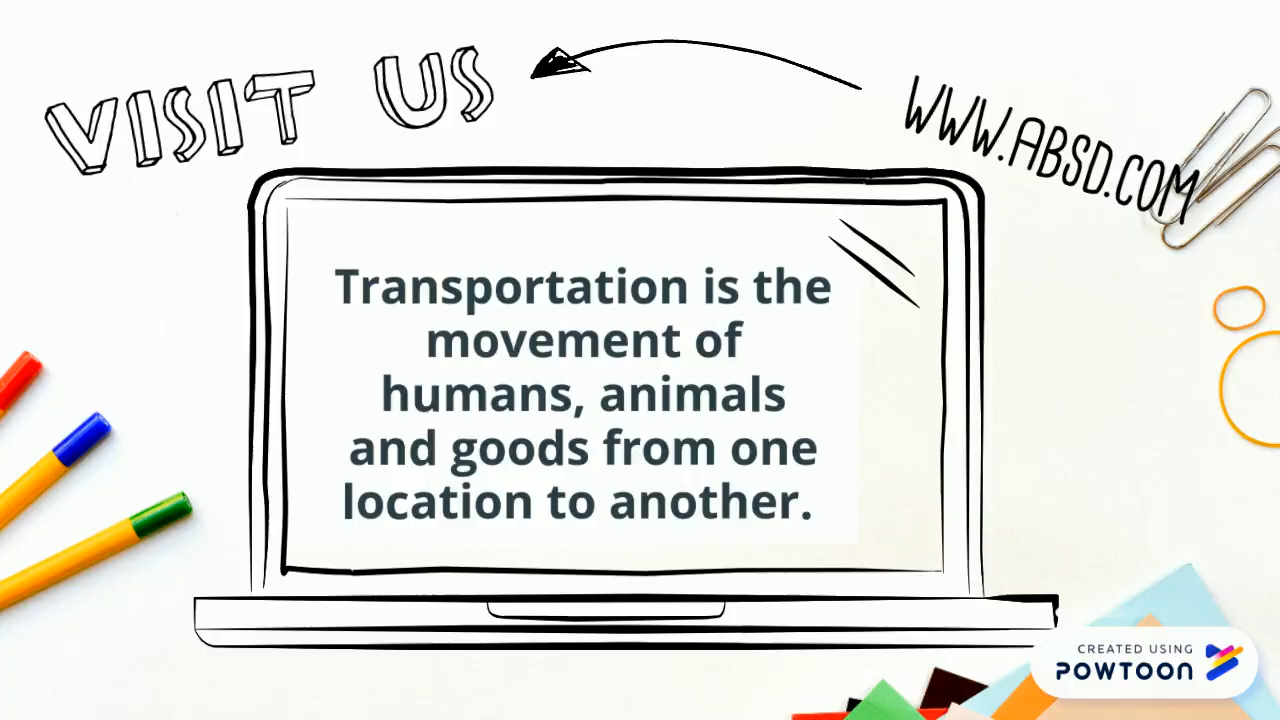 VISIT US
WWW.ABSD.COM
Transportation is the
movement of
humans, animals
and goods from one
location to another.
CREATED USING
POWTOON